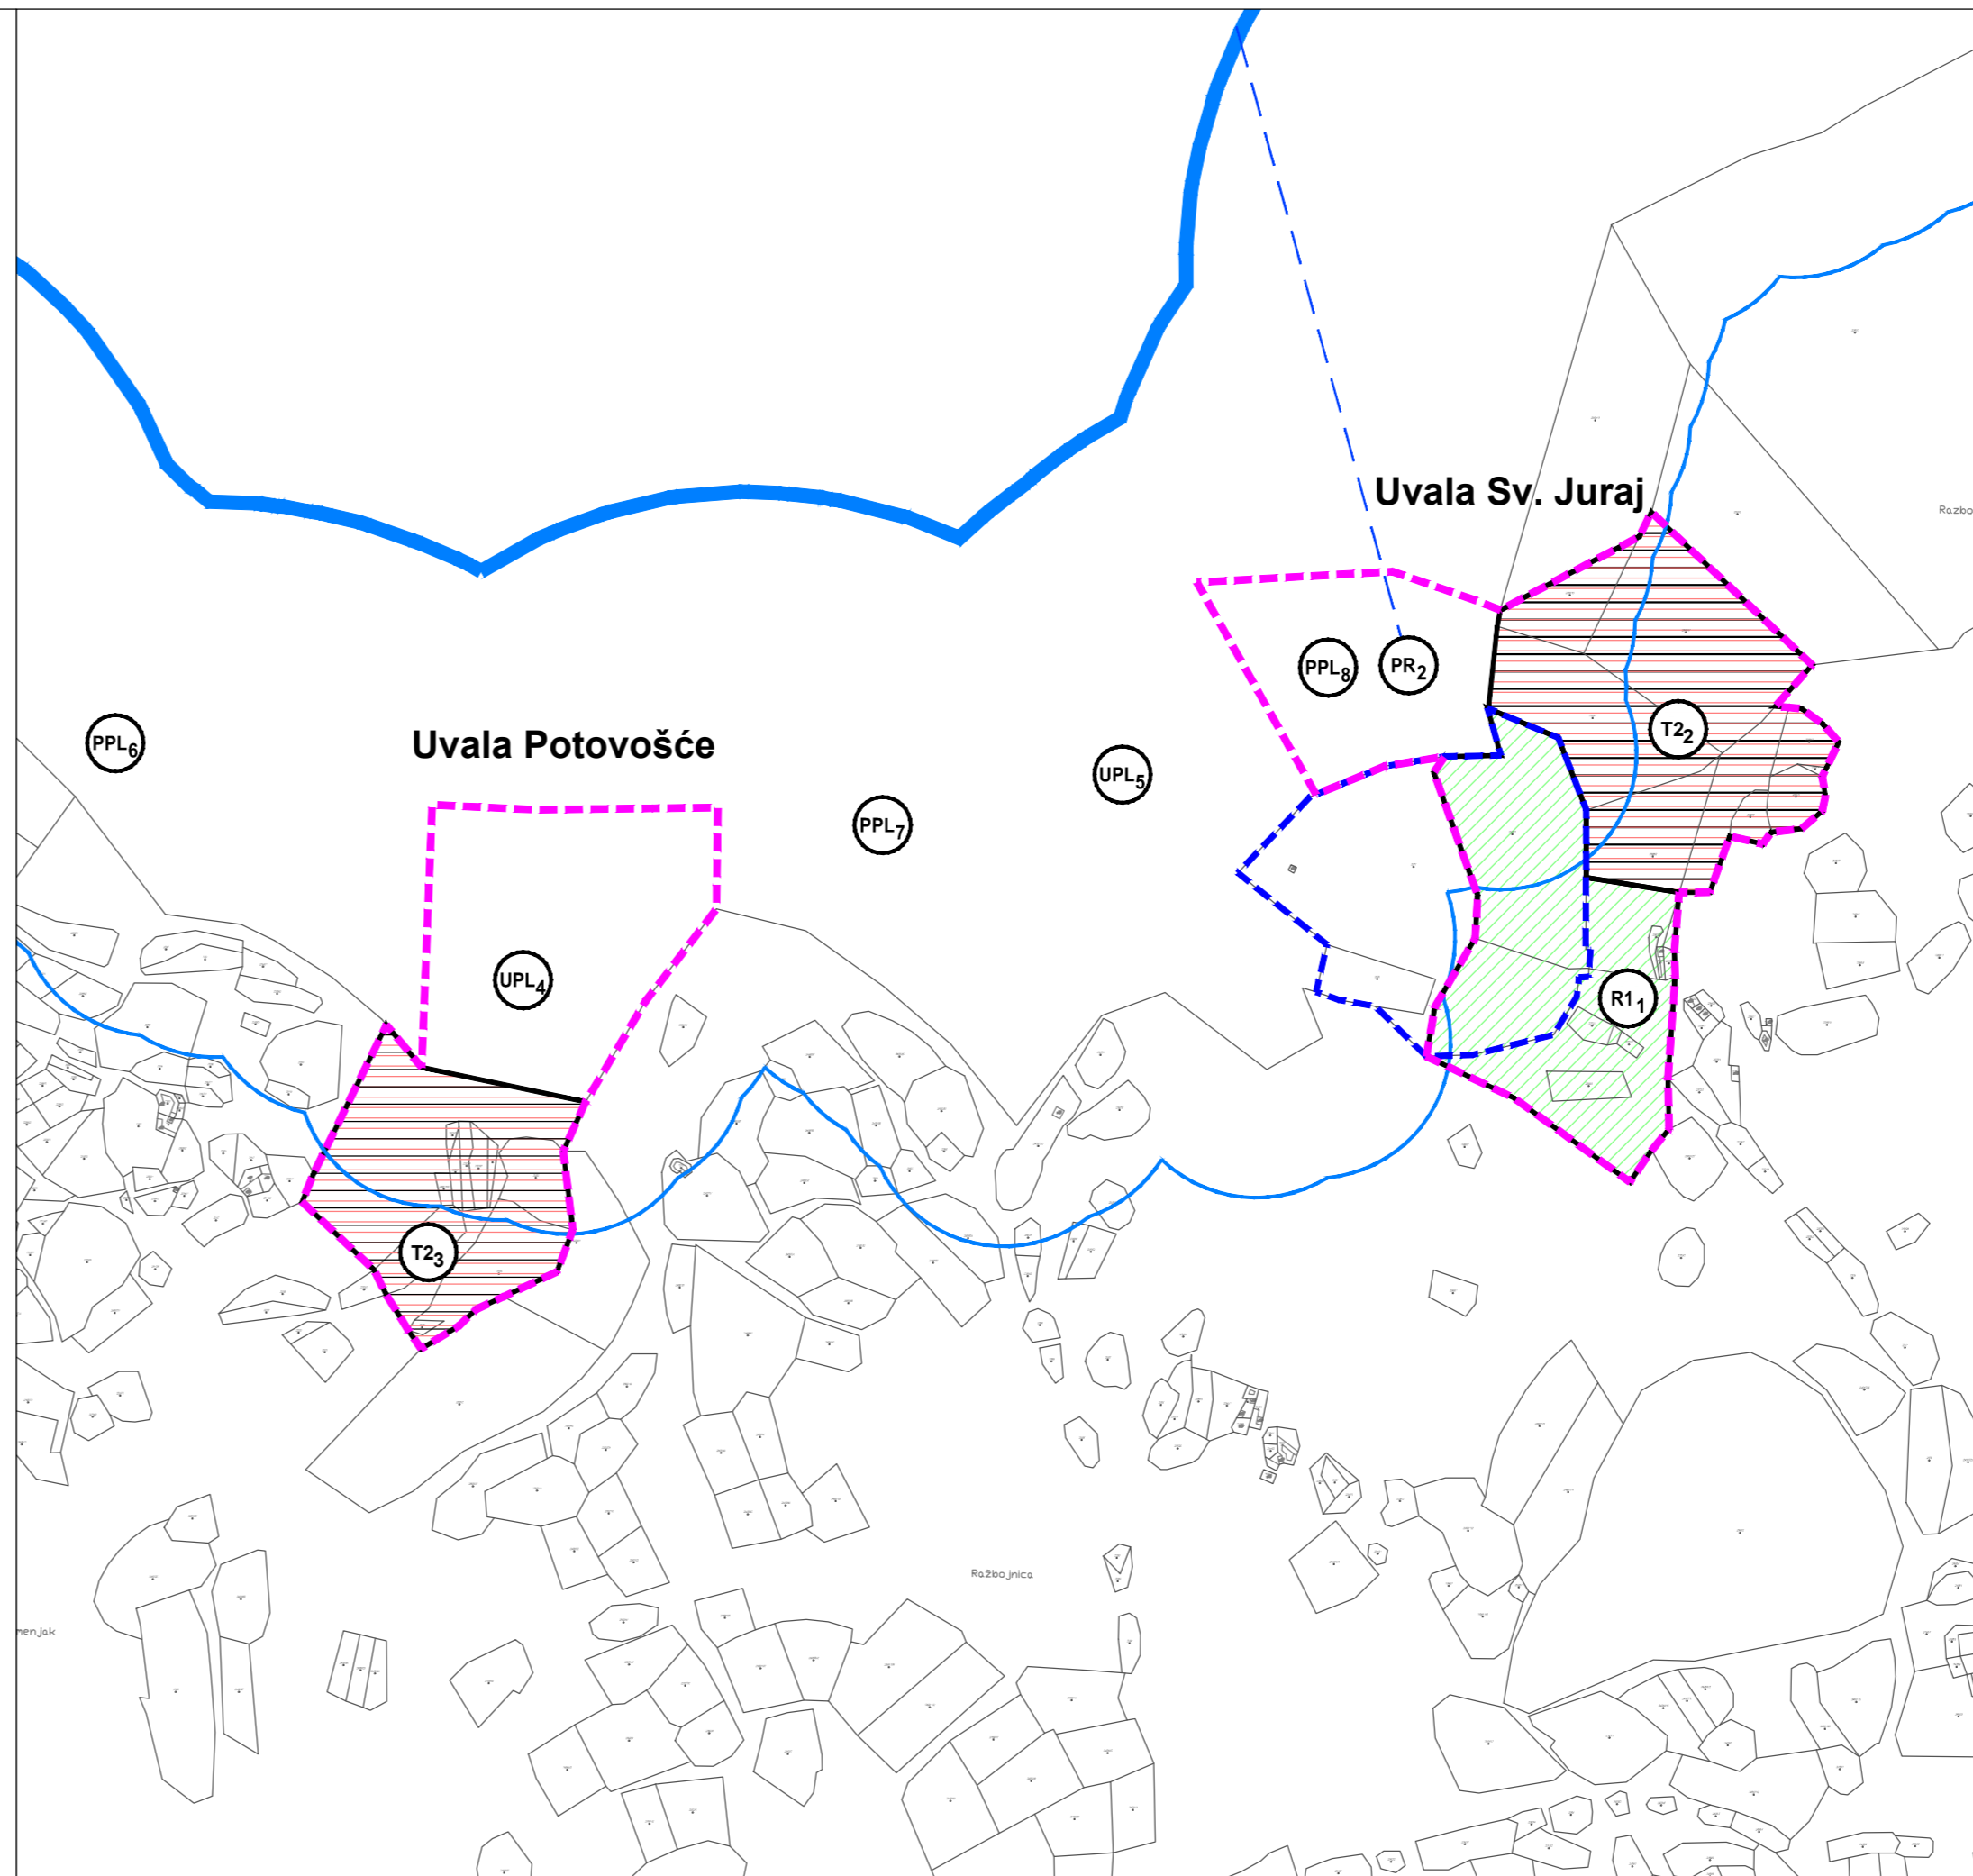 Uvala Sv. Juraj
Razbo
PPL8
PR2
T22
PPL6
Uvala Potovošće
UPL5
PPL7
UPL4
R11
T23
Ražbojnica
menjak